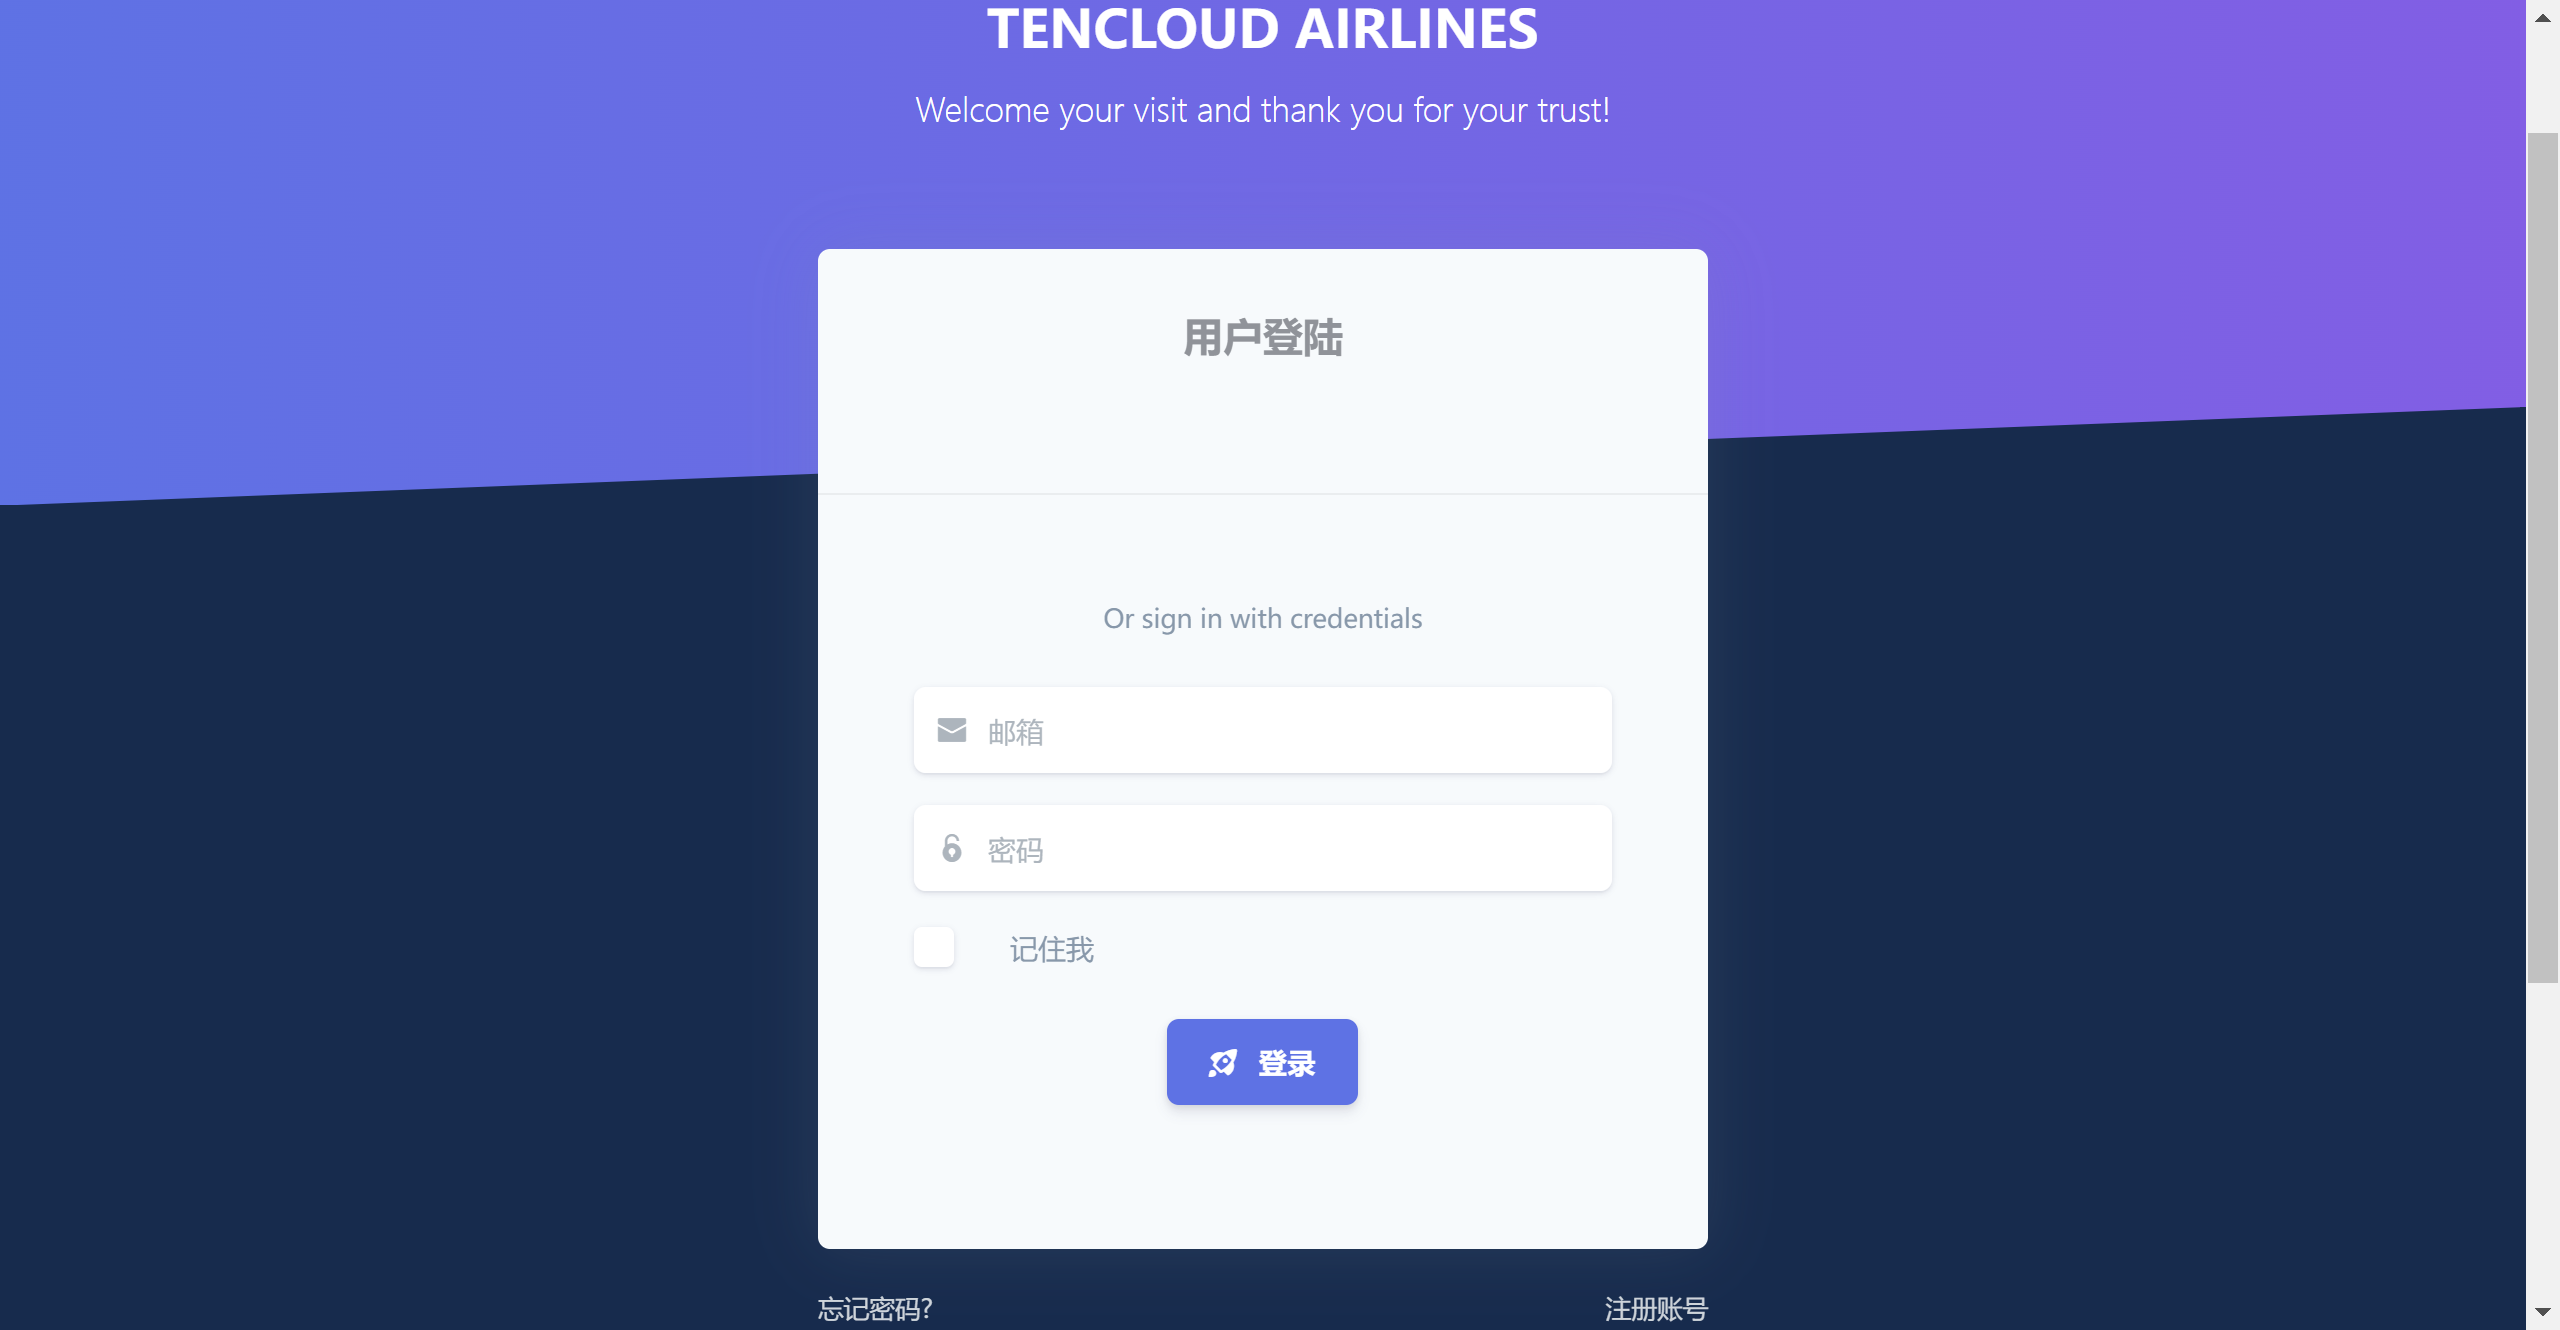 TENCLOUD AIRLINES
Welcome your visit and thank you for your trust!
用户登陆
Or sign in with credentials
邮箱
密码
记住我
登录
忘记密码?
注册账号